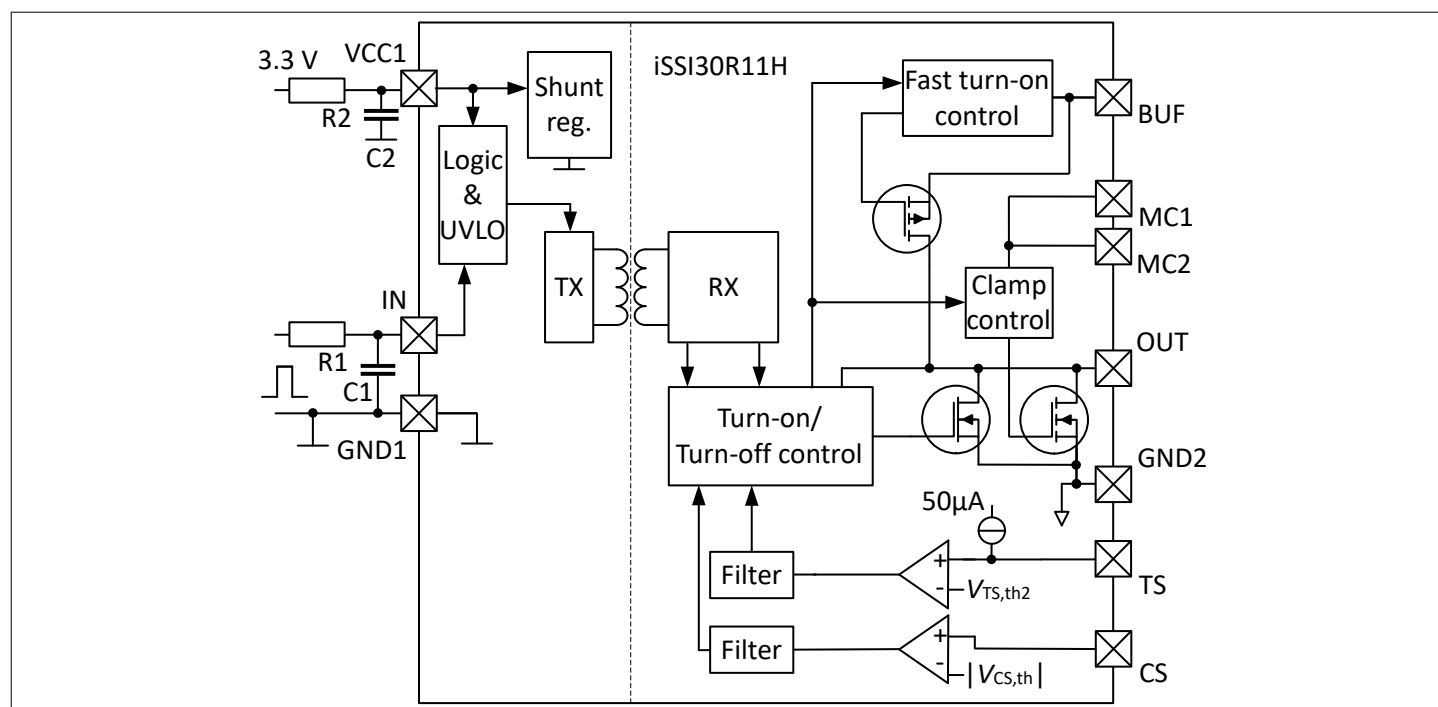 3.3 V
VCC1
R2
C2
Shunt
reg.
Logic
&
UVLO
iSSI30R11H
Fast turn-on
control
BUF
MC1
MC2
Clamp
control
TX
RX
IN
R1
C1
GND1
OUT
Turn-on/
Turn-off control
GND2
50µA
Filter
+
-
VTS,th2
TS
Filter
+
-
|VCS,th|
CS